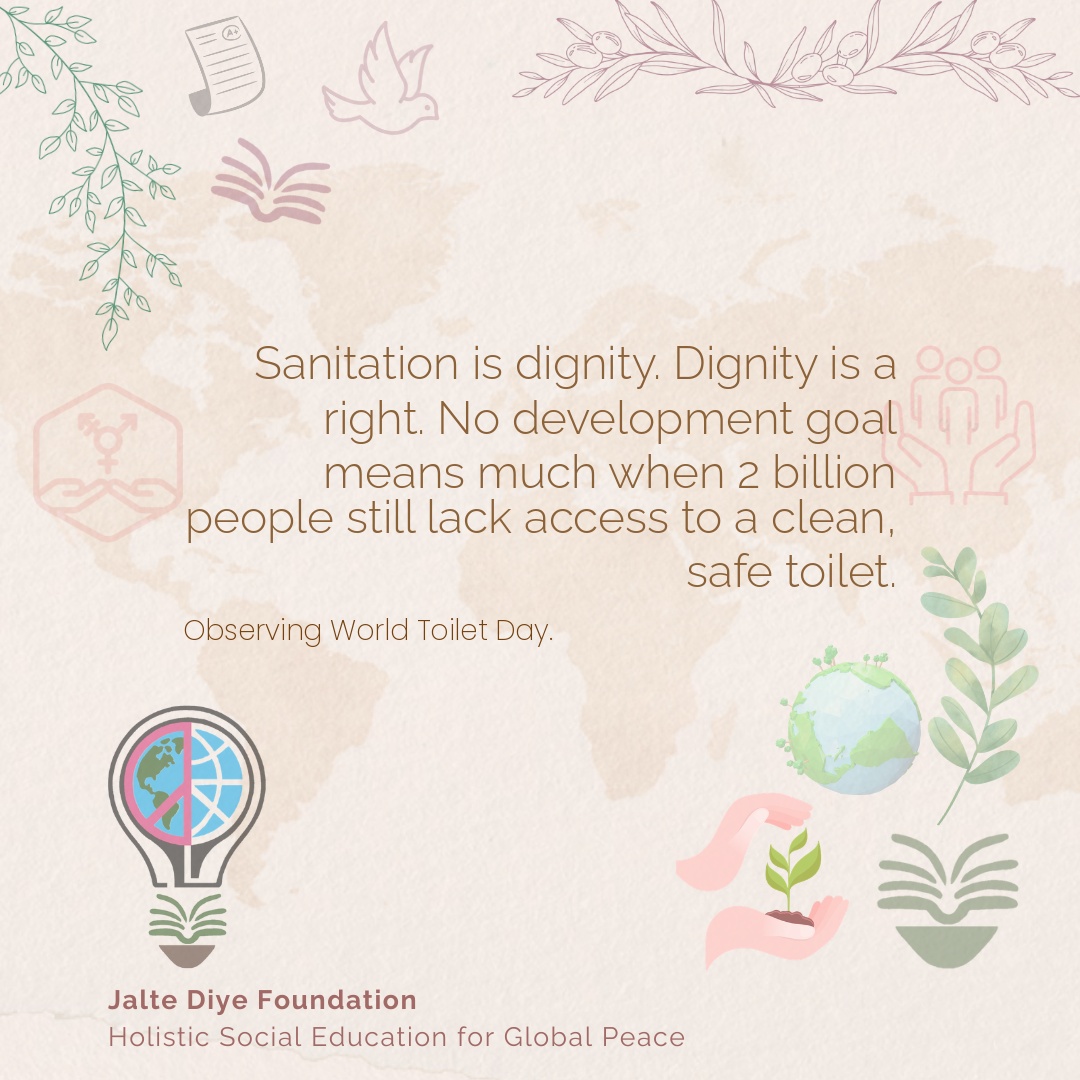 A+
Sanitation is dignity. Dignity is a
right. No development goal
means much when 2 billion
people still lack access to a clean,
safe toilet.
Observing World Toilet Day.
Jalte Diye Foundation
Holistic Social Education for Global Peace